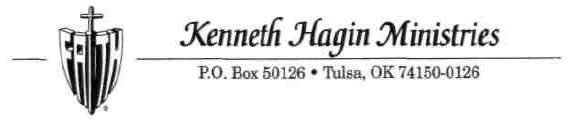 Kenneth Hagin Ministries
FAITH
P.O. Box 50126 • Tulsa, OK 74150-0126